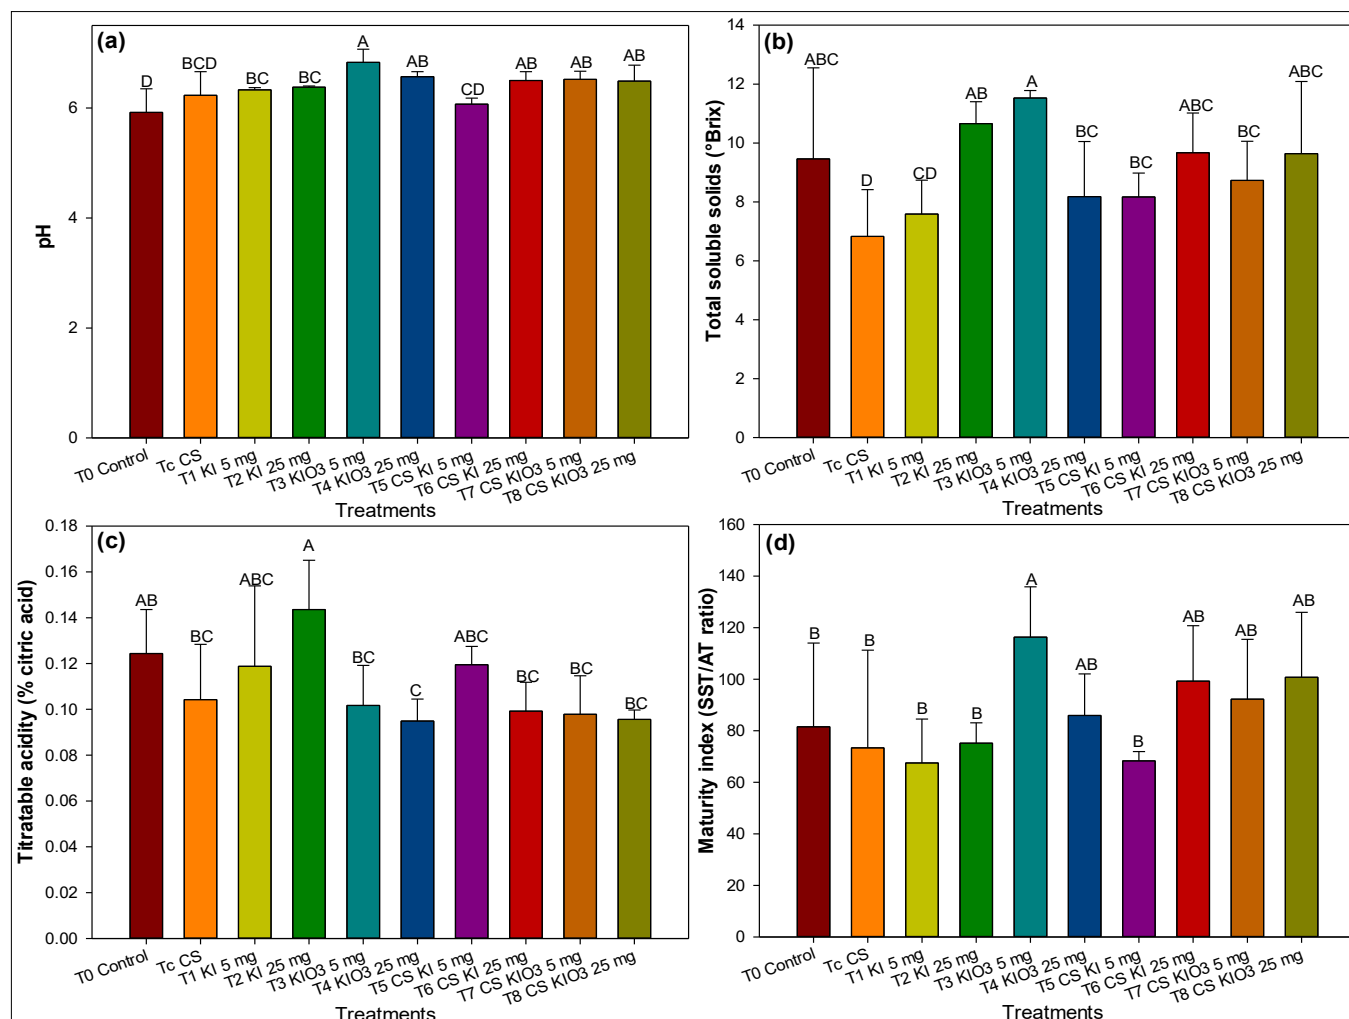 (a)
pH
8
6
4
2
0
D
BCD
BC
BC
A
AB
CD
AB
AB
AB
T0 Control
Tc CS
T1 KI 5 mg
T2 KI 25 mg
T3 KIO3 5 mg
T4 KIO3 25 mg
T5 CS KI 5 mg
T6 CS KI 25 mg
T7 CS KIO3 5 mg
T8 CS KIO3 25 mg
Treatments
(b)
Total soluble solids (°Brix)
14
12
10
8
6
4
2
0
ABC
D
CD
AB
A
BC
BC
ABC
BC
ABC
T0 Control
Tc CS
T1 KI 5 mg
T2 KI 25 mg
T3 KIO3 5 mg
T4 KIO3 25 mg
T5 CS KI 5 mg
T6 CS KI 25 mg
T7 CS KIO3 5 mg
T8 CS KIO3 25 mg
Treatments
(c)
Titratable acidity (% citric acid)
0.18
0.16
0.14
0.12
0.10
0.08
0.06
0.04
0.02
0.00
AB
BC
ABC
A
BC
C
ABC
BC
BC
BC
T0 Control
Tc CS
T1 KI 5 mg
T2 KI 25 mg
T3 KIO3 5 mg
T4 KIO3 25 mg
T5 CS KI 5 mg
T6 CS KI 25 mg
T7 CS KIO3 5 mg
T8 CS KIO3 25 mg
Treatments
(d)
Maturity index (SST/AT ratio)
160
140
120
100
80
60
40
20
0
B
B
B
B
A
AB
B
AB
AB
AB
T0 Control
Tc CS
T1 KI 5 mg
T2 KI 25 mg
T3 KIO3 5 mg
T4 KIO3 25 mg
T5 CS KI 5 mg
T6 CS KI 25 mg
T7 CS KIO3 5 mg
T8 CS KIO3 25 mg
Treatments